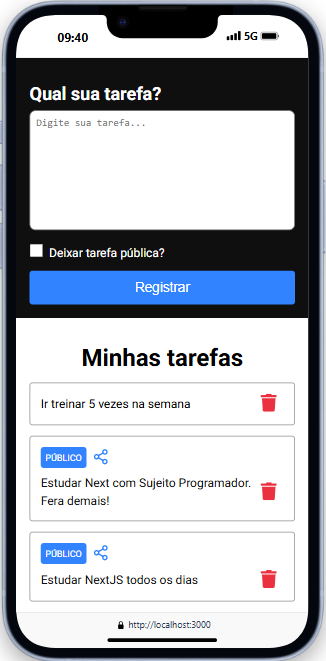 09:40
5G
Qual sua tarefa?
Digite sua tarefa...
Deixar tarefa pública?
Registrar
Minhas tarefas
Ir treinar 5 vezes na semana
PÚBLICO
Estudar Next com Sujeito Programador.
Fera demais!
PÚBLICO
Estudar NextJS todos os dias
http://localhost:3000